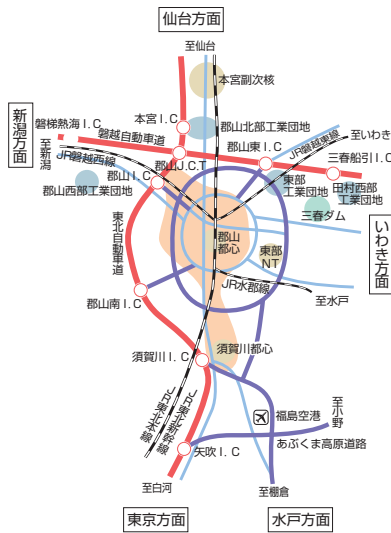 仙台方面
至仙台
本宮副次核
新潟方面
本宮I.C
磐梯熱海I.C
磐越自動車道
郡山北部工業団地
至新潟
JR磐越西線
郡山J.C.T
郡山東I.C
JR磐越東線
至いわき
三春船引I.C
郡山I.C
郡山西部工業団地
東部
工業団地
田村西部
工業団地
三春ダム
いわき方面
東北自動車道
郡山
都心
東部
NT
JR水郡線
至水戸
郡山南I.C
須賀川I.C
須賀川都心
JR東北新幹線
JR東北本線
福島空港
至小野
あぶくま高原道路
矢吹I.C
至白河
至棚倉
東京方面
水戸方面